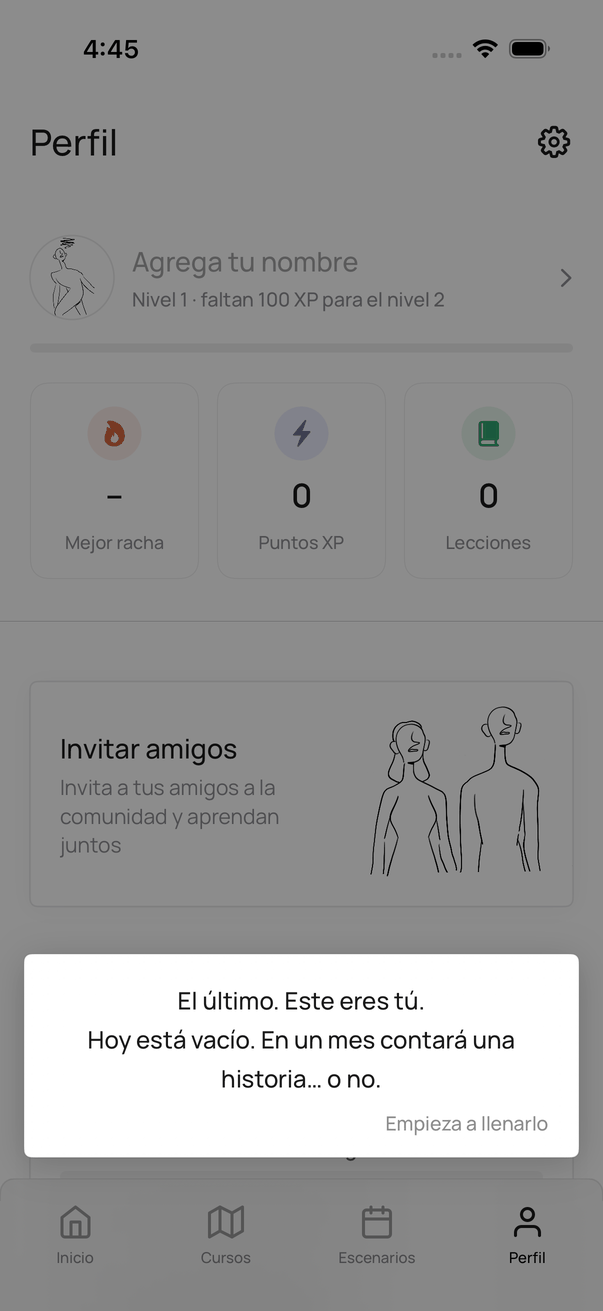 4:45
Perfil
Agrega tu nombre
Nivel 1 · faltan 100 XP para el nivel 2
–
0
0
Mejor racha
Puntos XP
Lecciones
Invitar amigos
Invita a tus amigos a la
comunidad y aprendan
juntos
El último. Este eres tú.
Hoy está vacío. En un mes contará una
historia... o no.
Empieza a llenarlo
Inicio
Cursos
Escenarios
Perfil